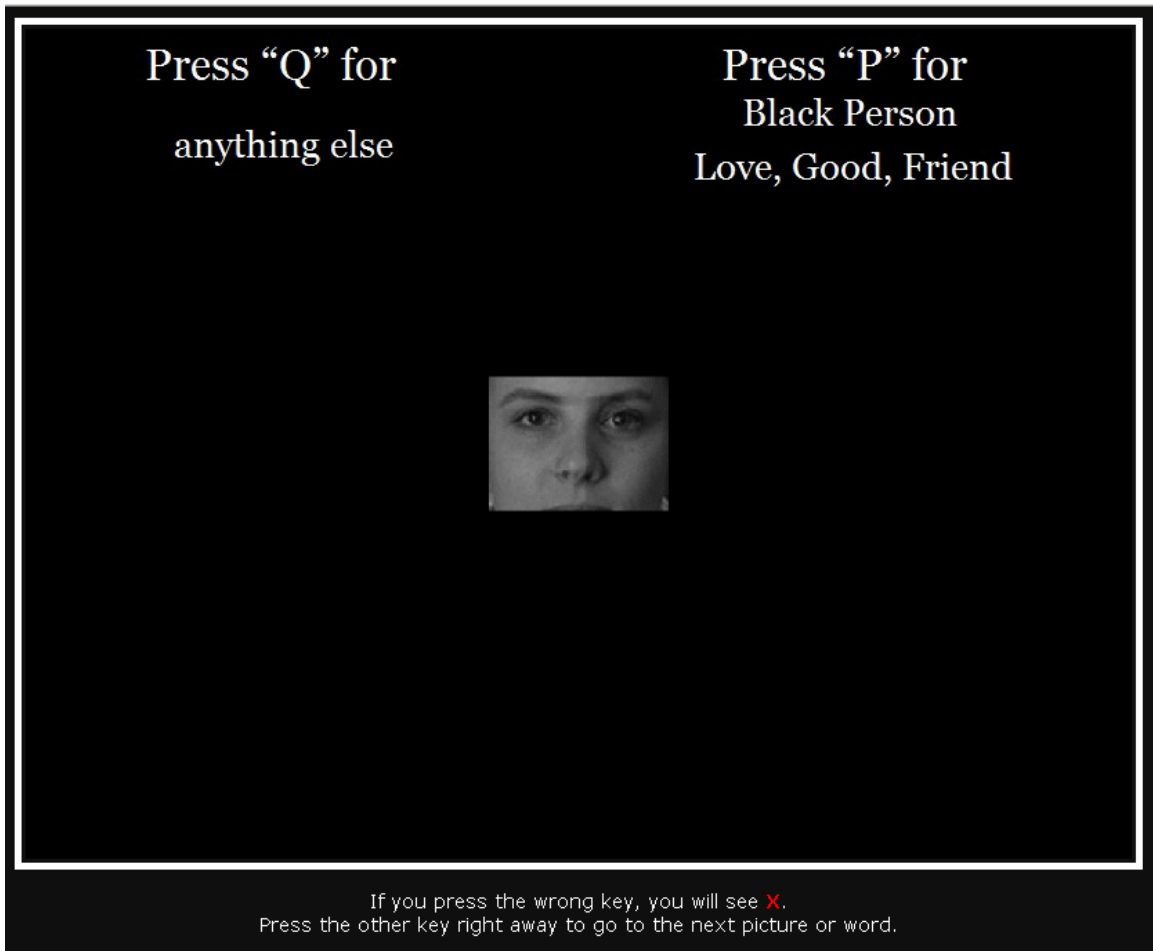 Press “Q” for
anything else
Press “P” for
Black Person
Love, Good, Friend
If you press the wrong key, you will see X.
Press the other key right away to go to the next picture or word.